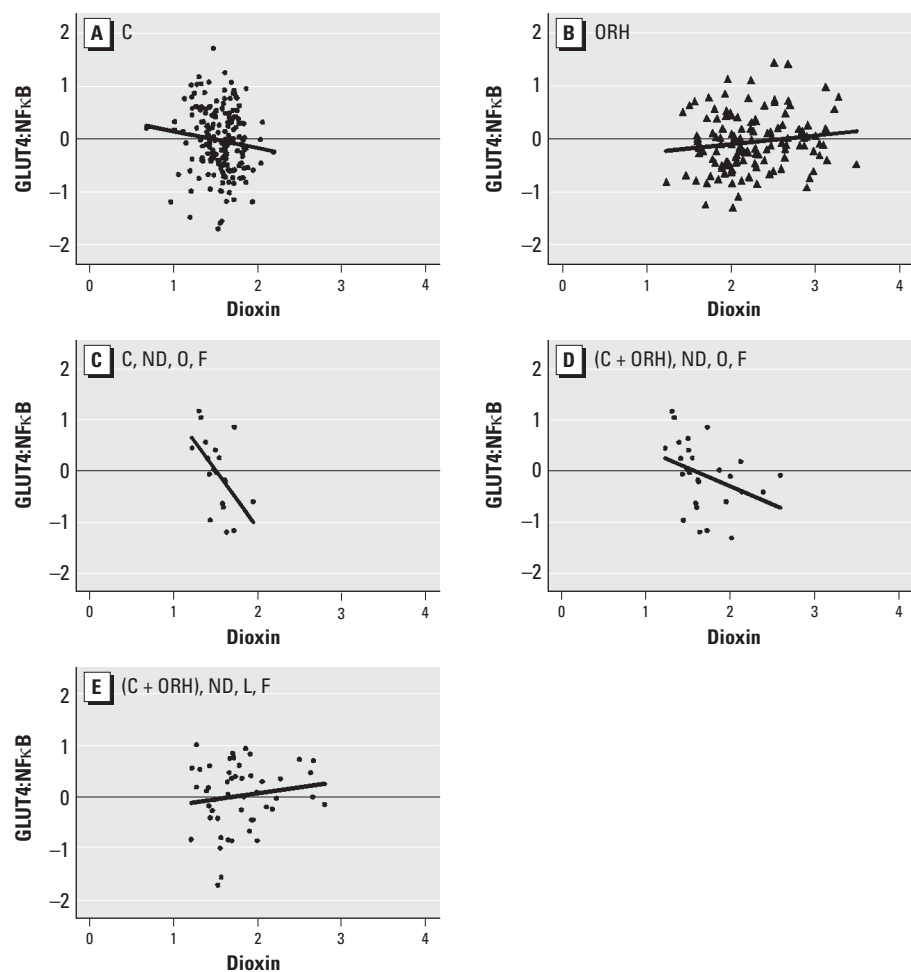 A C
2
1
0
–1
–2
GLUT4:NFκB
0 1 2 3 4
Dioxin
B ORH
2
1
0
–1
–2
GLUT4:NFκB
0 1 2 3 4
Dioxin
C C, ND, O, F
2
1
0
–1
–2
GLUT4:NFκB
0 1 2 3 4
Dioxin
D (C + ORH), ND, O, F
2
1
0
–1
–2
GLUT4:NFκB
0 1 2 3 4
Dioxin
E (C + ORH), ND, L, F
2
1
0
–1
–2
GLUT4:NFκB
0 1 2 3 4
Dioxin